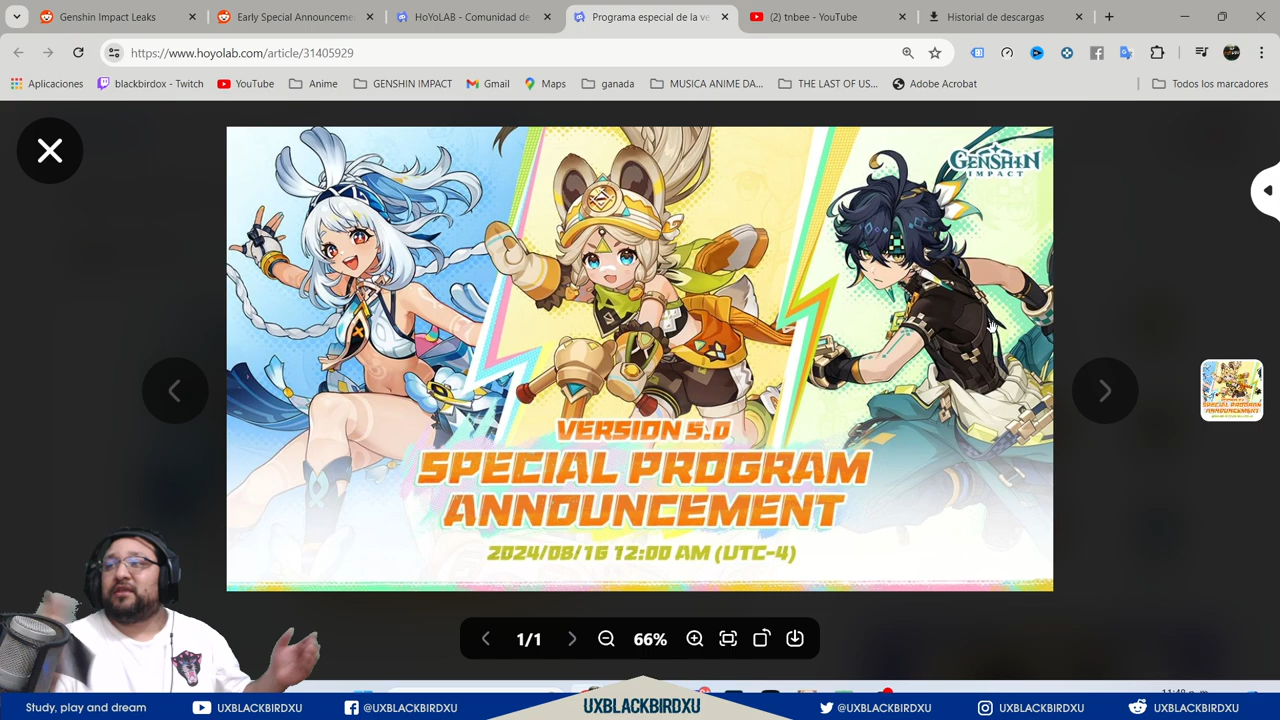 Genshin Impact Leaks
Early Special Announceme
HoYoLAB - Comunidad de
Programa especial de la ve
(2) tnbee - YouTube
Historial de descargas
https://www.hoyolab.com/article/31405929
Aplicaciones
blackbirdox - Twitch
YouTube
Anime
GENSHIN IMPACT
Gmail
Maps
ganada
MUSICA ANIME DA...
THE LAST OF US...
Adobe Acrobat
Todos los marcadores
GENSHIN
IMPACT
VERSION 5.0
SPECIAL PROGRAM
ANNOUNCEMENT
2024/08/16 12:00 AM (UTC-4)
SPECIAL PROGRAM
ANNOUNCEMENT
1/1
66%
Study, play and dream
UXBLACKBIRDXU
@UXBLACKBIRDXU
UXBLACKBIRDXU
@UXBLACKBIRDXU
UXBLACKBIRDXU
UXBLACKBIRDXU